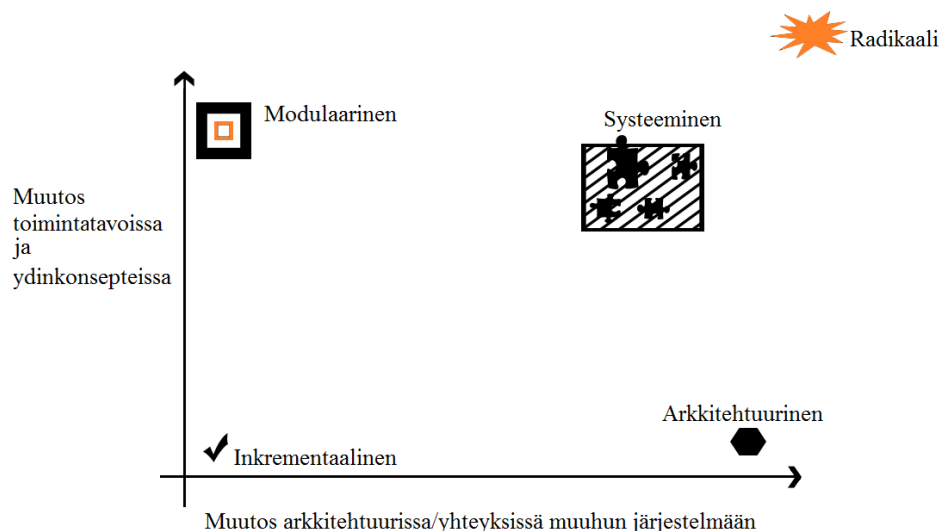 Radikaali
Modulaarinen
Systeeminen
Muutos
toimintatavoissa
ja
ydinkonsepteissa
Arkkitehtuurinen
Inkrementaalinen
Muutos arkkitehtuurissa/yhteyksissä muuhun järjestelmään